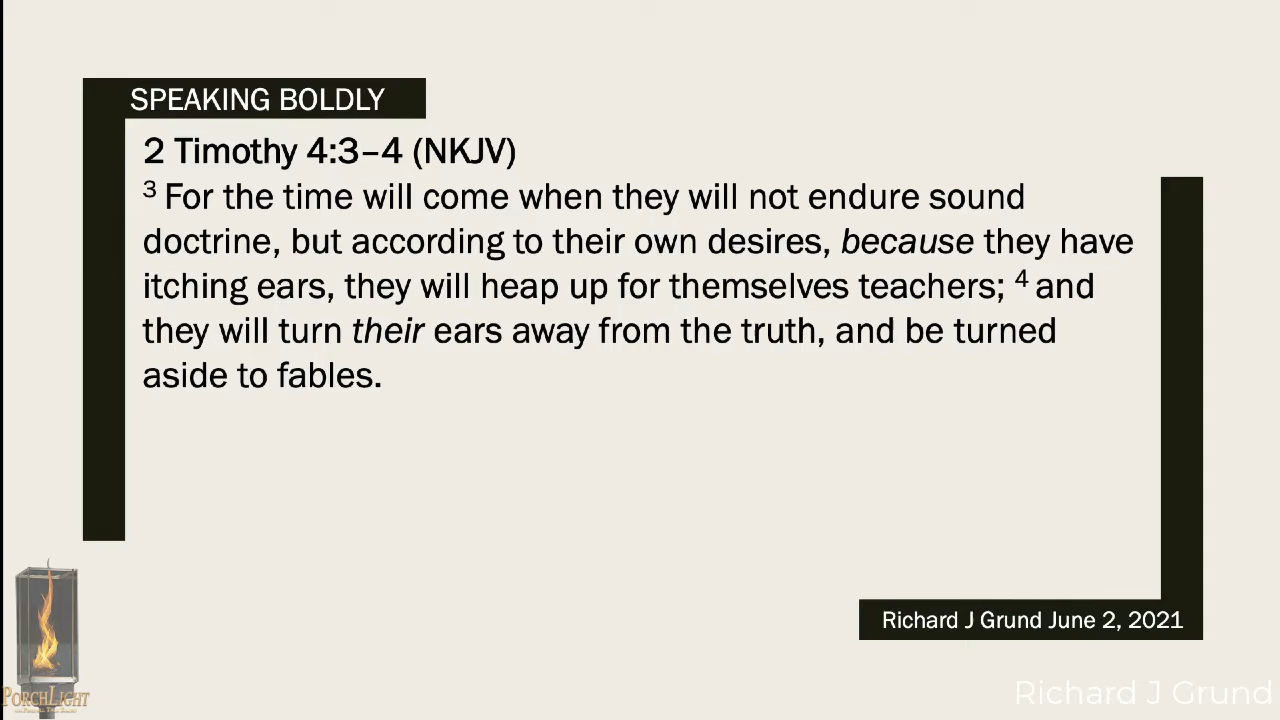 SPEAKING BOLDLY
2 Timothy 4:3–4 (NKJV)
3 For the time will come when they will not endure sound
doctrine, but according to their own desires, because they have
itching ears, they will heap up for themselves teachers; 4 and
they will turn their ears away from the truth, and be turned
aside to fables.
Richard J Grund June 2, 2021
PORCHLIGHT
Richard J Grund